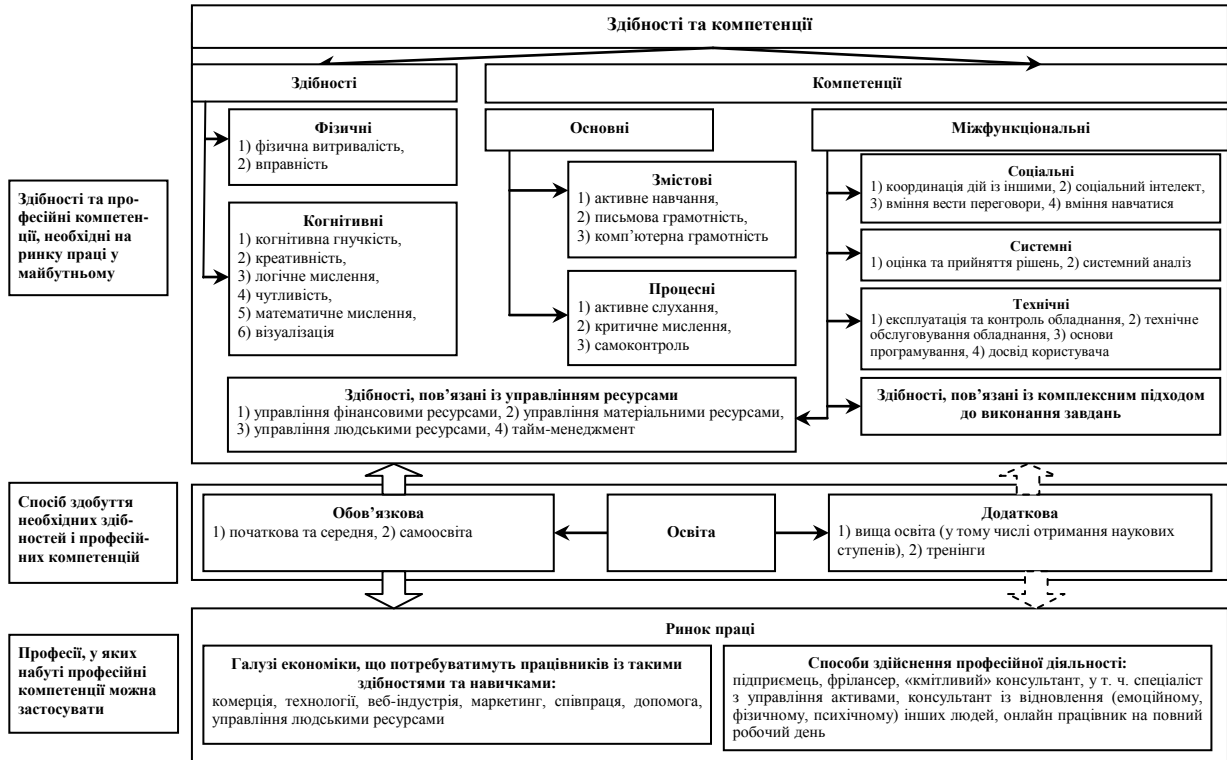 Здібності та компетенції
Здібності
Компетенції
Фізичні
1) фізична витривалість,
2) вправність
Основні
Міжфункціональні
Здібності та про-
фесійні компетен-
ції, необхідні на
ринку праці у
майбутньому
Когнитивні
1) когнітивна гнучкість,
2) креативність,
3) логічне мислення,
4) чутливість,
5) математичне мислення,
6) візуалізація
Змістові
1) активне навчання,
2) письмова грамотність,
3) комп’ютерна грамотність
Процесні
1) активне слухання,
2) критичне мислення,
3) самоконтроль
Соціальні
1) координація дій із іншими, 2) соціальний інтелект,
3) вміння вести переговори, 4) вміння навчатися
Системні
1) оцінка та прийняття рішень, 2) системний аналіз
Технічні
1) експлуатація та контроль обладнання, 2) технічне
обслуговування обладнання, 3) основи
програмування, 4) досвід користувача
Здібності, пов’язані із управлінням ресурсами
1) управління фінансовими ресурсами, 2) управління матеріальними ресурсами,
3) управління людськими ресурсами, 4) тайм-менеджмент
Здібності, пов’язані із комплексним підходом
до виконання завдань
Спосіб здобуття
необхідних здіб-
ностей і професій-
них компетенцій
Обов’язкова
1) початкова та середня, 2) самоосвіта
Освіта
Додаткова
1) вища освіта (у тому числі отримання наукових
ступенів), 2) тренінги
Професії, у яких
набуті професійні
компетенції можна
застосувати
Ринок праці
Галузі економіки, що потребуватимуть працівників із такими
здібностями та навичками:
комерція, технології, веб-індустрія, маркетинг, співпраця, допомога,
управління людськими ресурсами
Способи здійснення професійної діяльності:
підприємець, фрілансер, «кмітливий» консультант, у т. ч. спеціаліст
з управління активами, консультант із відновлення (емоційному,
фізичному, психічному) інших людей, онлайн працівник на повний
робочий день